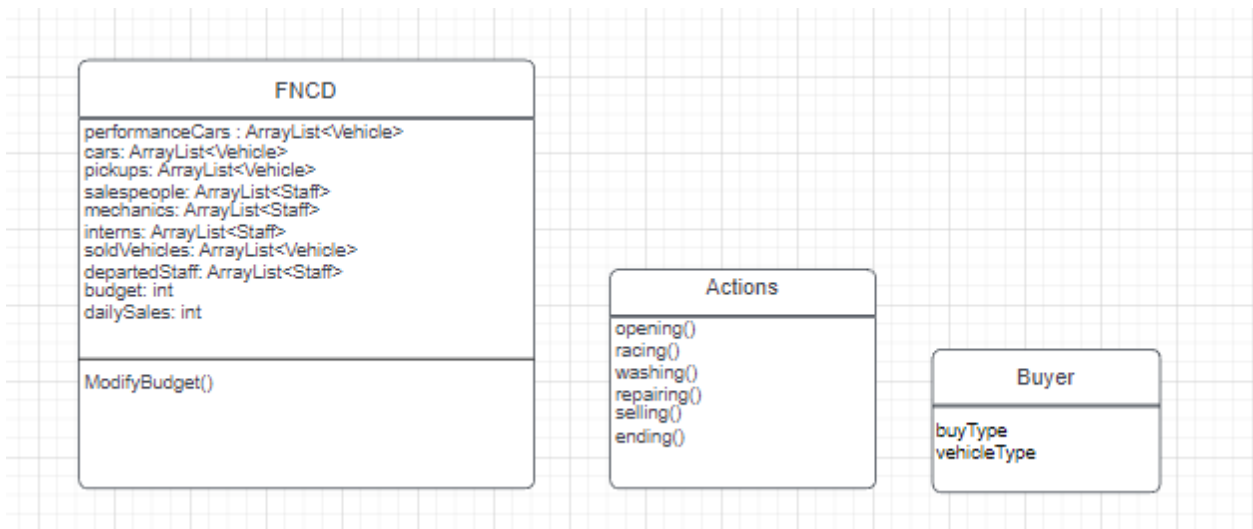 FNCD
performanceCars : ArrayList<Vehicle>
cars: ArrayList<Vehicle>
pickups: ArrayList<Vehicle>
salespeople: ArrayList<Staff>
mechanics: ArrayList<Staff>
interns: ArrayList<Staff>
soldVehicles: ArrayList<Vehicle>
departedStaff: ArrayList<Staff>
budget: int
dailySales: int
ModifyBudget()
Actions
opening()
racing()
washing()
repairing()
selling()
ending()
Buyer
buyType
vehicleType